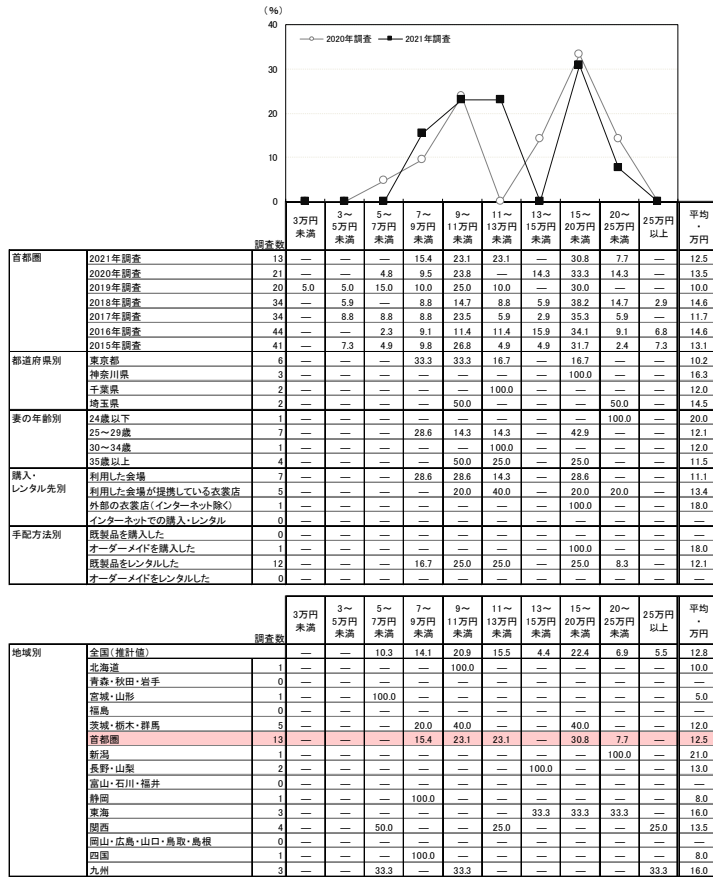 （％）
40
30
20
10
0
2020年調査 2021年調査
調査数 3万円未満 3～5万円未満 5～7万円未満 7～9万円未満 9～11万円未満 11～13万円未満 13～15万円未満 15～20万円未満 20～25万円未満 25万円以上 平均・万円
首都圏 2021年調査 13 — — — 15.4 23.1 23.1 — 30.8 7.7 — 12.5
2020年調査 21 — — 4.8 9.5 23.8 — 14.3 33.3 14.3 — 13.5
2019年調査 20 5.0 5.0 15.0 10.0 25.0 10.0 — 30.0 — — 10.0
2018年調査 34 — 5.9 — 8.8 14.7 8.8 5.9 38.2 14.7 2.9 14.6
2017年調査 34 — 8.8 8.8 8.8 23.5 5.9 2.9 35.3 5.9 — 11.7
2016年調査 44 — — 2.3 9.1 11.4 11.4 15.9 34.1 9.1 6.8 14.6
2015年調査 41 — 7.3 4.9 9.8 26.8 4.9 4.9 31.7 2.4 7.3 13.1
都道府県別 東京都 6 — — — 33.3 33.3 16.7 — 16.7 — — 10.2
神奈川県 3 — — — — — — — 100.0 — — 16.3
千葉県 2 — — — — — 100.0 — — — — 12.0
埼玉県 2 — — — — 50.0 — — — 50.0 — 14.5
妻の年齢別 24歳以下 1 — — — — — — — — 100.0 — 20.0
25～29歳 7 — — — 28.6 14.3 14.3 — 42.9 — — 12.1
30～34歳 1 — — — — — 100.0 — — — — 12.0
35歳以上 4 — — — — 50.0 25.0 — 25.0 — — 11.5
購入・レンタル先別 利用した会場 7 — — — 28.6 28.6 14.3 — 28.6 — — 11.1
利用した会場が提携している衣裳店 5 — — — — 20.0 40.0 — 20.0 20.0 — 13.4
外部の衣裳店（インターネット除く） 1 — — — — — — — 100.0 — — 18.0
インターネットでの購入・レンタル 0 — — — — — — — — — — —
手配方法別 既製品を購入した 0 — — — — — — — — — — —
オーダーメイドを購入した 1 — — — — — — — 100.0 — — 18.0
既製品をレンタルした 12 — — — 16.7 25.0 25.0 — 25.0 8.3 — 12.1
オーダーメイドをレンタルした 0 — — — — — — — — — — —
調査数 3万円未満 3～5万円未満 5～7万円未満 7～9万円未満 9～11万円未満 11～13万円未満 13～15万円未満 15～20万円未満 20～25万円未満 25万円以上 平均・万円
地域別 全国（推計値） — — 10.3 14.1 20.9 15.5 4.4 22.4 6.9 5.5 12.8
北海道 1 — — — — 100.0 — — — — — 10.0
青森・秋田・岩手 0 — — — — — — — — — — —
宮城・山形 1 — — 100.0 — — — — — — — 5.0
福島 0 — — — — — — — — — — —
茨城・栃木・群馬 5 — — — 20.0 40.0 — — 40.0 — — 12.0
首都圏 13 — — — 15.4 23.1 23.1 — 30.8 7.7 — 12.5
新潟 1 — — — — — — — — 100.0 — 21.0
長野・山梨 2 — — — — — — 100.0 — — — 13.0
富山・石川・福井 0 — — — — — — — — — — —
静岡 1 — — — 100.0 — — — — — — 8.0
東海 3 — — — — — — 33.3 33.3 33.3 — 16.0
関西 4 — — 50.0 — — 25.0 — — — 25.0 13.5
岡山・広島・山口・鳥取・島根 0 — — — — — — — — — — —
四国 1 — — — 100.0 — — — — — — 8.0
九州 3 — — 33.3 — 33.3 — — — — 33.3 16.0